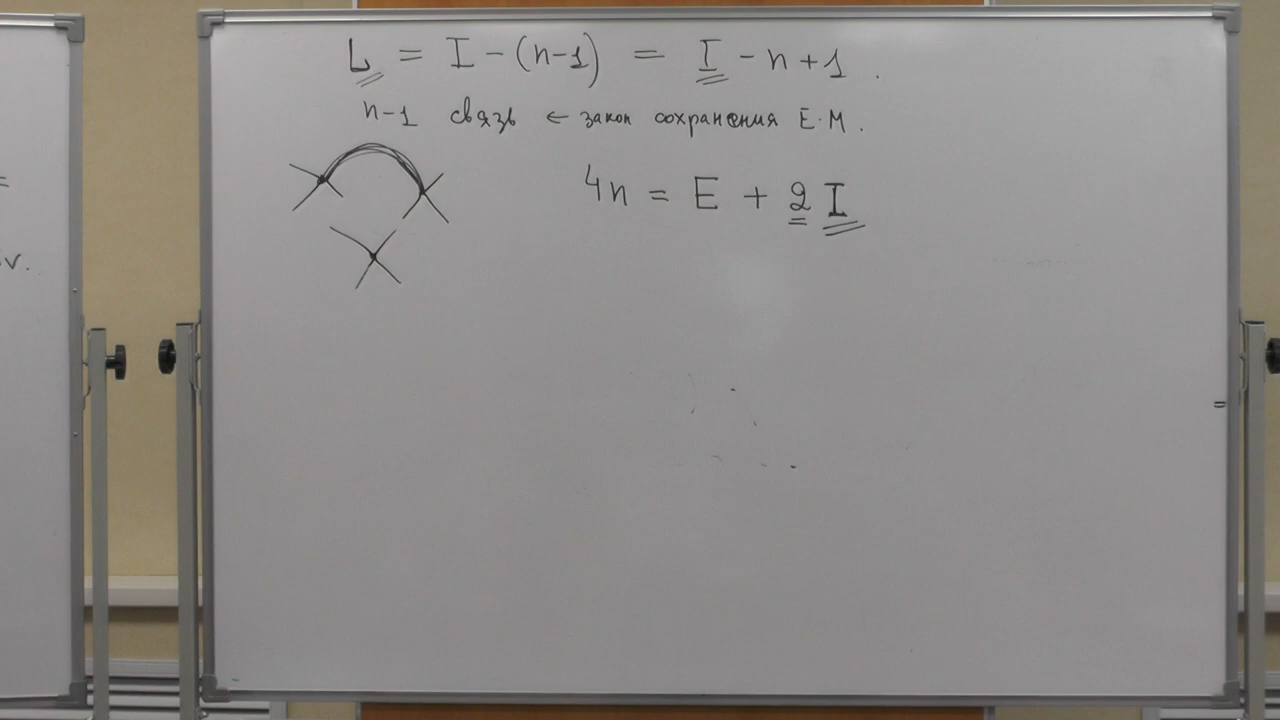 L = I - (n-1) = I - n + 1 .
n-1 связь ← закон сохранения Е.М.
4n = E + 2 I
=
v.
=